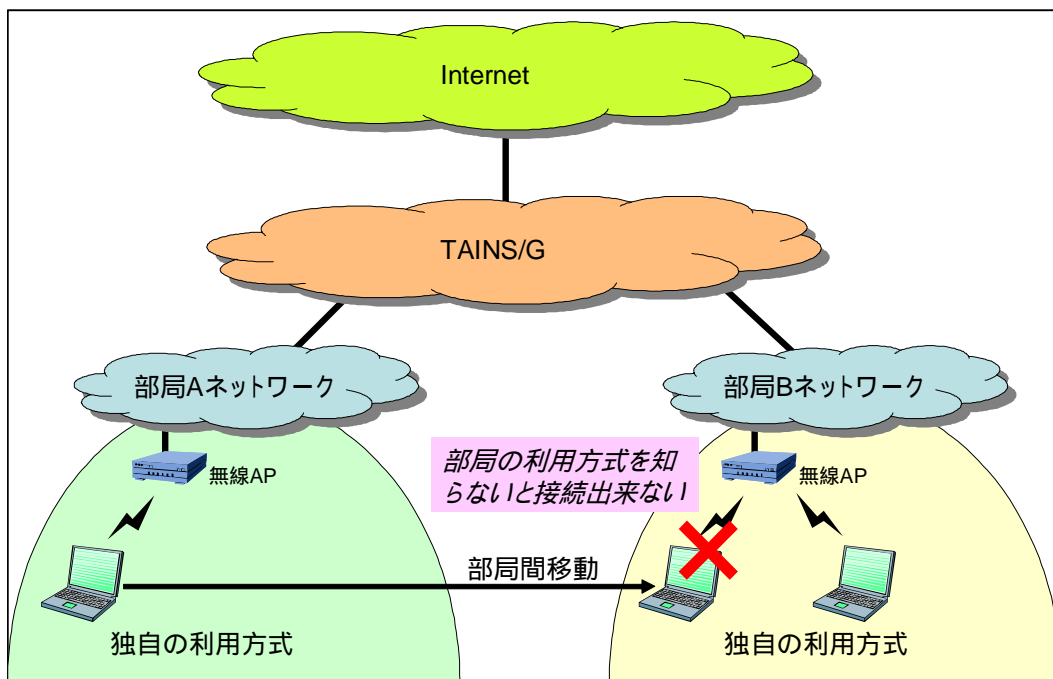 Internet
TAINS/G
部局Aネットワーク
部局Bネットワーク
無線AP
部局の利用方式を知
らないと接続出来ない
無線AP
部局間移動
独自の利用方式
独自の利用方式